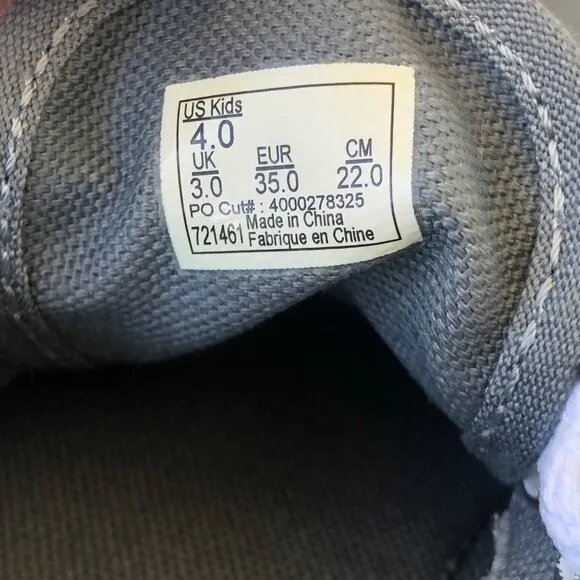 US Kids
4.0
UK EUR CM
3.0 35.0 22.0
PO Cut# : 4000278325
721461 Made in China
Fabrique en Chine